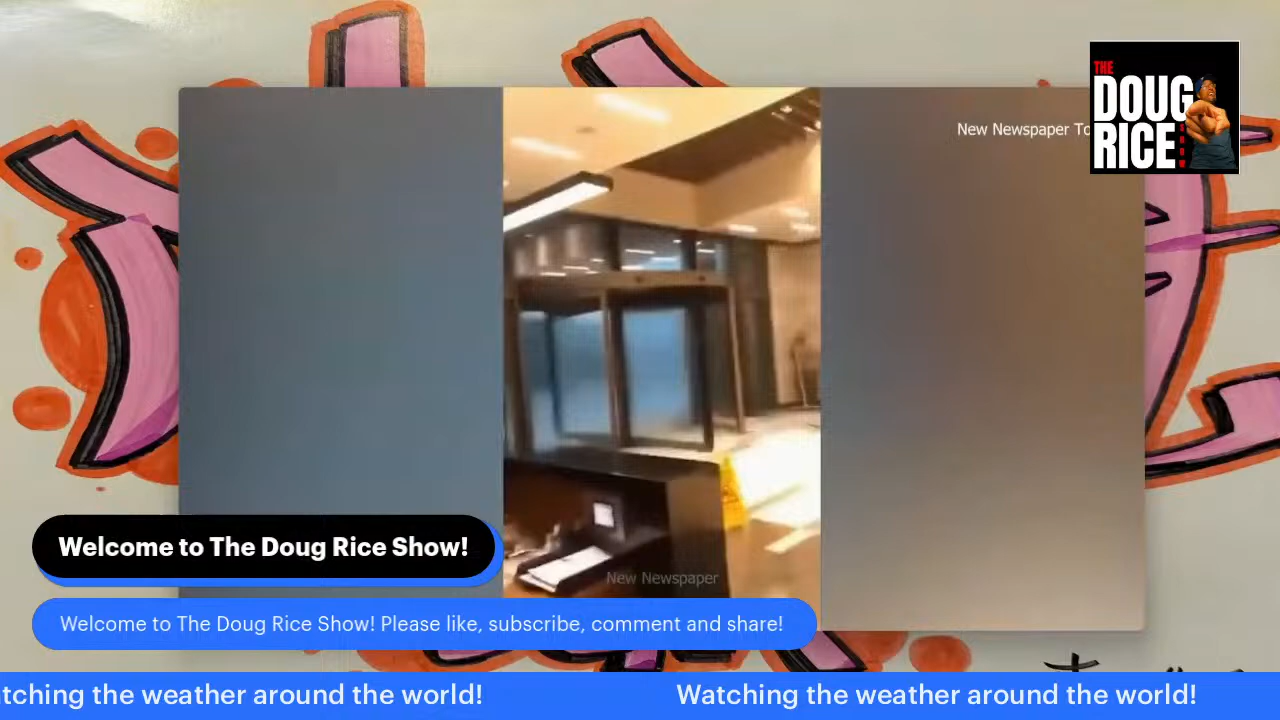 THE
DOUG
RICE
New Newspaper To
New Newspaper
Welcome to The Doug Rice Show!
Welcome to The Doug Rice Show! Please like, subscribe, comment and share!
tching the weather around the world!
Watching the weather around the world!